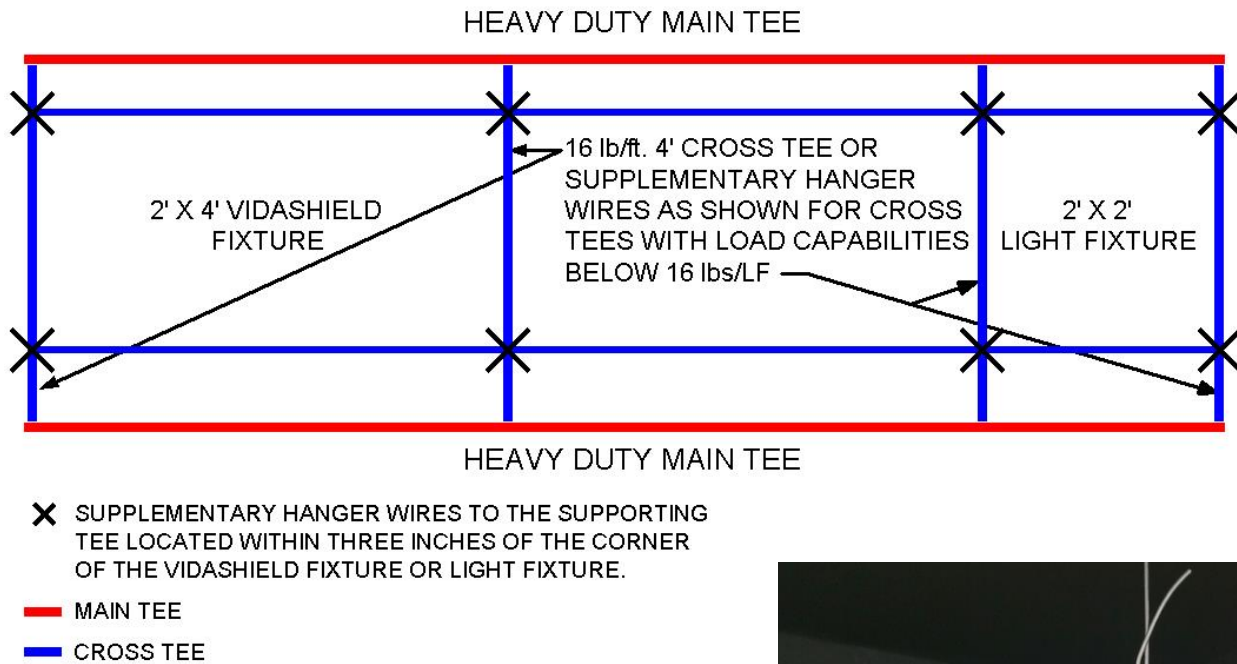 HEAVY DUTY MAIN TEE
16 lb/ft. 4' CROSS TEE OR
SUPPLEMENTARY HANGER
WIRES AS SHOWN FOR CROSS
TEES WITH LOAD CAPABILITIES
BELOW 16 lbs/LF
2' X 4' VIDASHIELD
FIXTURE
2' X 2'
LIGHT FIXTURE
HEAVY DUTY MAIN TEE
SUPPLEMENTARY HANGER WIRES TO THE SUPPORTING
TEE LOCATED WITHIN THREE INCHES OF THE CORNER
OF THE VIDASHIELD FIXTURE OR LIGHT FIXTURE.
MAIN TEE
CROSS TEE